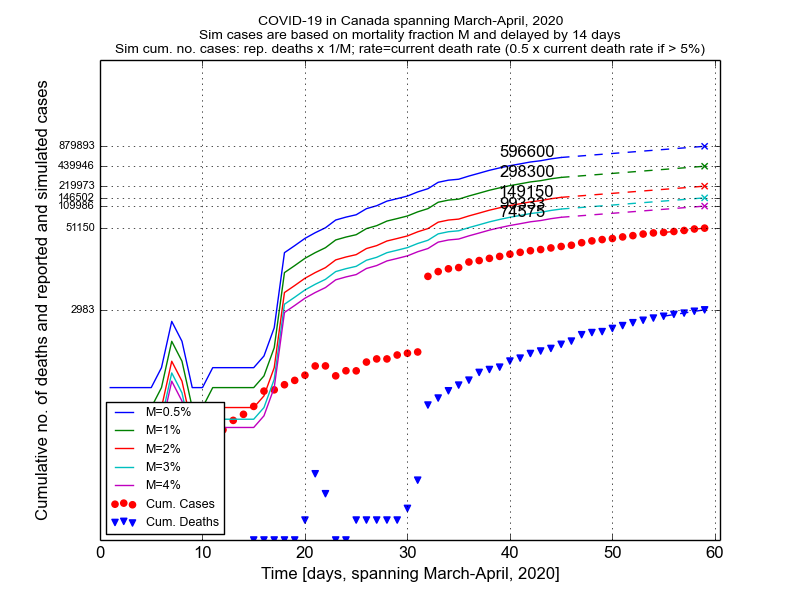 COVID-19 in Canada spanning March-April, 2020
Sim cases are based on mortality fraction M and delayed by 14 days
Sim cum. no. cases: rep. deaths x 1/M; rate=current death rate (0.5 x current death rate if > 5%)
Cumulative no. of deaths and reported and simulated cases
879893
439946
219973
146502
109986
51150
2983
596600
298300
149150
99333
74575
M=0.5%
M=1%
M=2%
M=3%
M=4%
Cum. Cases
Cum. Deaths
0 10 20 30 40 50 60
Time [days, spanning March-April, 2020]